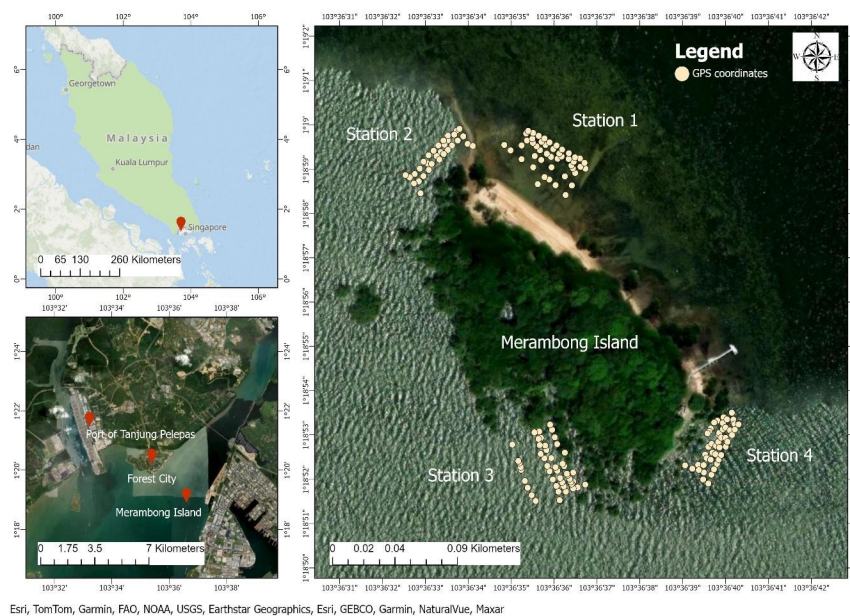 100°
102°
104°
106°
6°
4°
2°
0°
Georgetown
Malaysia
dan
Kuala Lumpur
Singapore
0 65 130 260 Kilometers
100° 102° 104° 106°
103°32' 103°34' 103°36' 103°38'
1°24'
1°22'
1°20'
1°18'
1°24'
1°22'
1°20'
1°18'
Port of Tanjung Pelepas
Forest City
Merambong Island
0 1.75 3.5 7 Kilometers
103°32' 103°34' 103°36' 103°38'
103°36'31" 103°36'32" 103°36'33" 103°36'34" 103°36'35" 103°36'36" 103°36'37" 103°36'38" 103°36'39" 103°36'40" 103°36'42"
1°19'2"
1°19'1"
1°19'
1°18'59"
1°18'58"
1°18'57"
1°18'56"
1°18'55"
1°18'54"
1°18'53"
1°18'52"
1°18'51"
1°18'50"
Legend
GPS coordinates
N
W
E
Station 1
Station 2
Merambong Island
Station 3
Station 4
0 0.02 0.04 0.09 Kilometers
103°36'31" 103°36'32" 103°36'33" 103°36'34" 103°36'35" 103°36'36" 103°36'37" 103°36'38" 103°36'39" 103°36'40" 103°36'42"
Esri, TomTom, Garmin, FAO, NOAA, USGS, Earthstar Geographics, Esri, GEBCO, Garmin, NaturalVue, Maxar